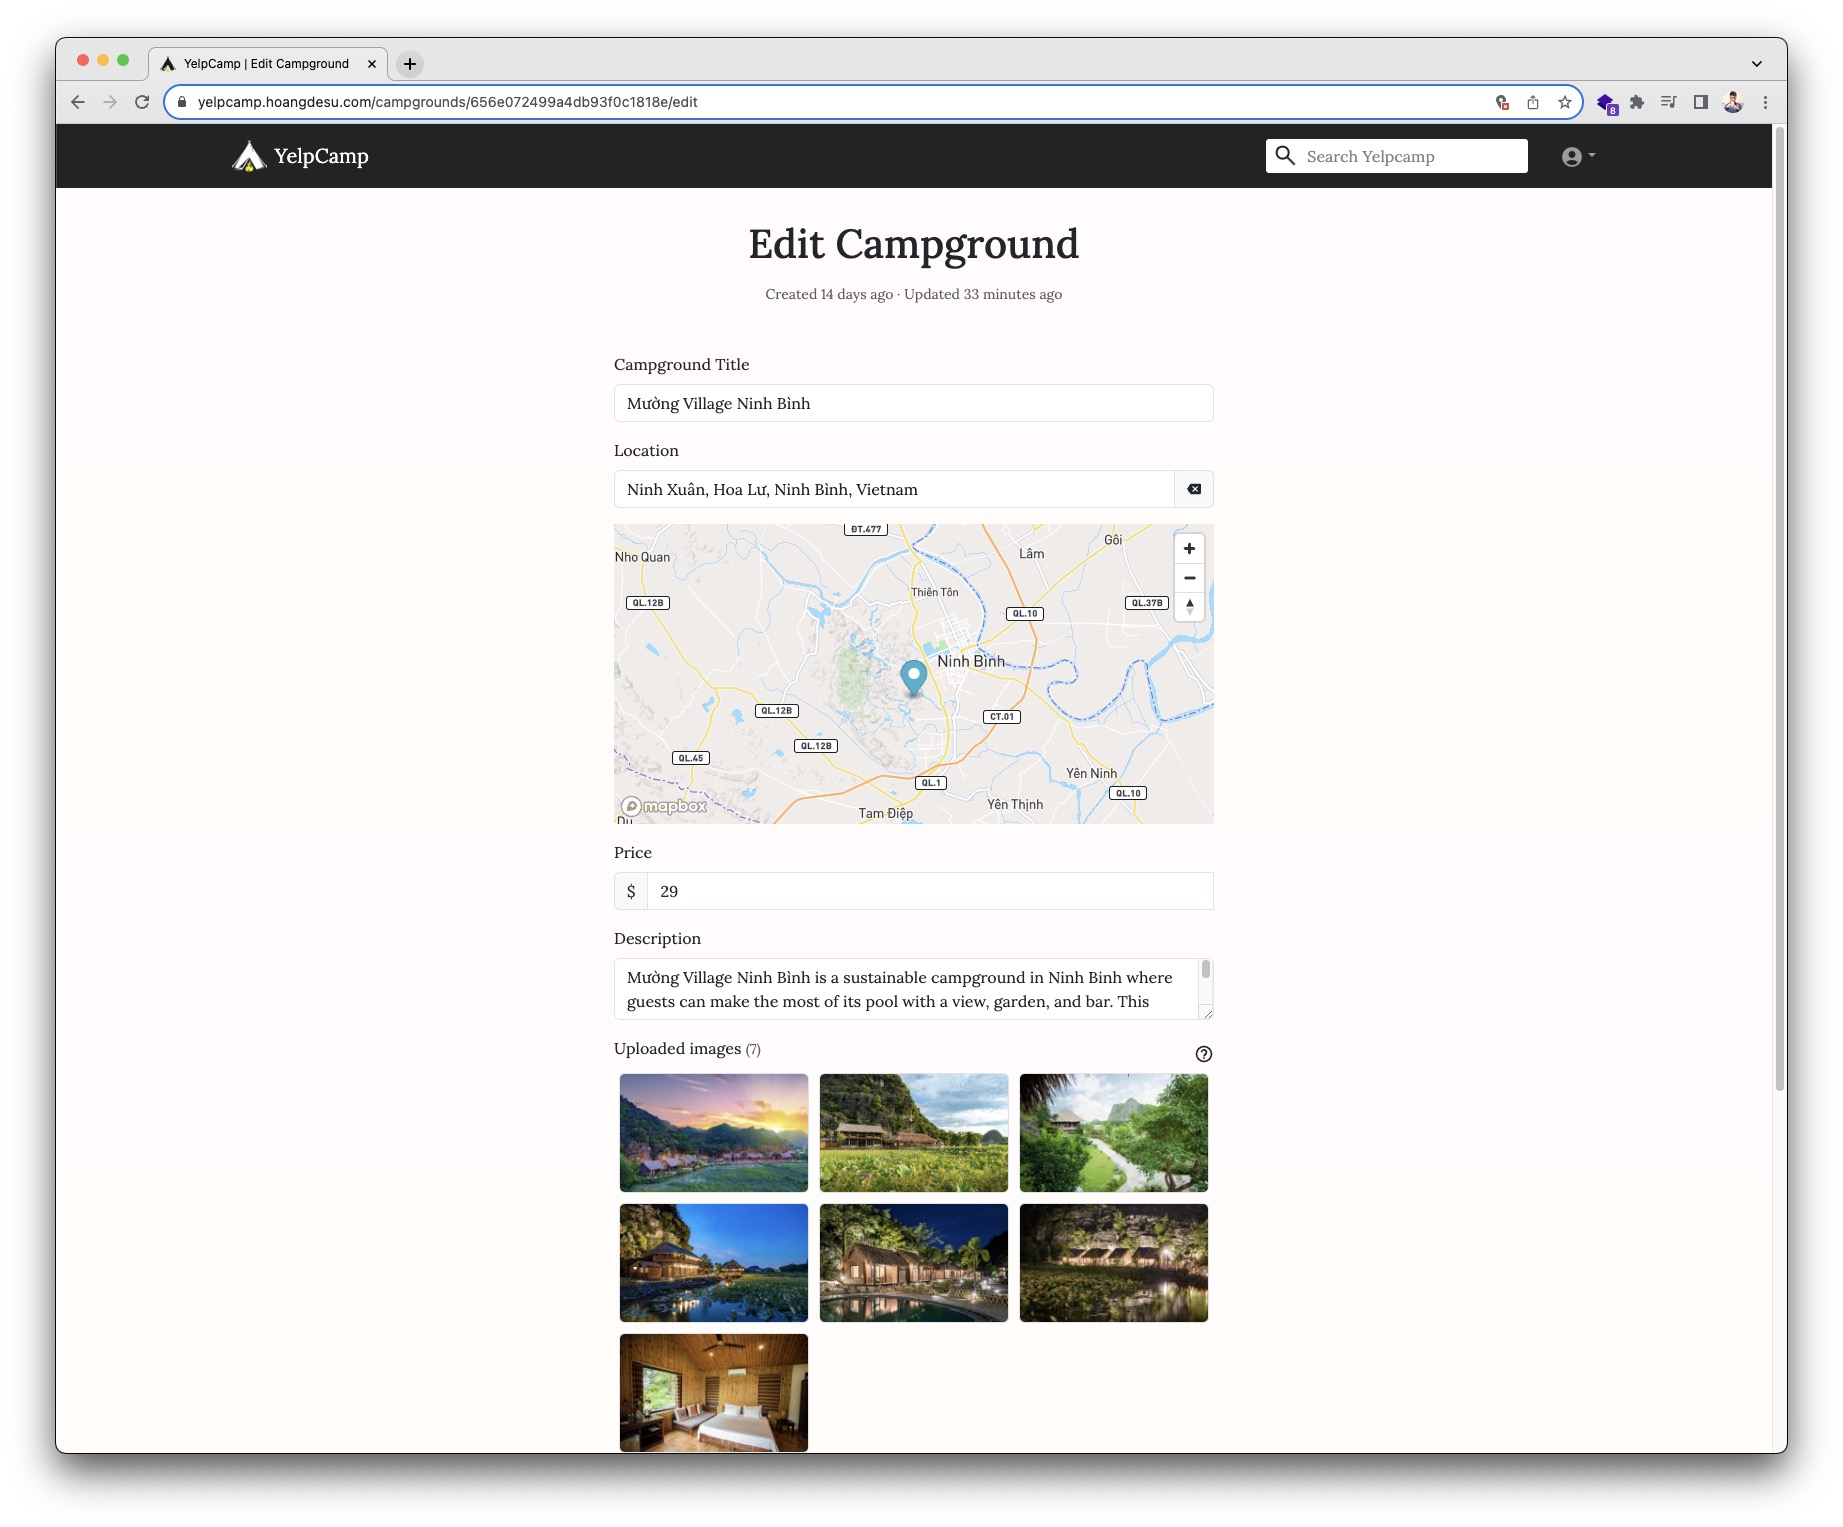 YelpCamp | Edit Campground
yelpcamp.hoangdesu.com/campgrounds/656e072499a4db93f0c1818e/edit
8
YelpCamp
Search Yelpcamp
Edit Campground
Created 14 days ago · Updated 33 minutes ago
Campground Title
Mường Village Ninh Bình
Location
Ninh Xuân, Hoa Lư, Ninh Bình, Vietnam
ĐT.477
Gôi
Lâm
Nho Quan
Thiên Tôn
QL.12B
QL.37B
QL.10
Ninh Bình
QL.12B
CT.01
QL.12B
QL.45
Yên Ninh
QL.1
QL.10
Yên Thịnh
mapbox
Tam Điệp
Price
$ 29
Description
Mường Village Ninh Bình is a sustainable campground in Ninh Binh where
guests can make the most of its pool with a view, garden, and bar. This
Uploaded images (7)